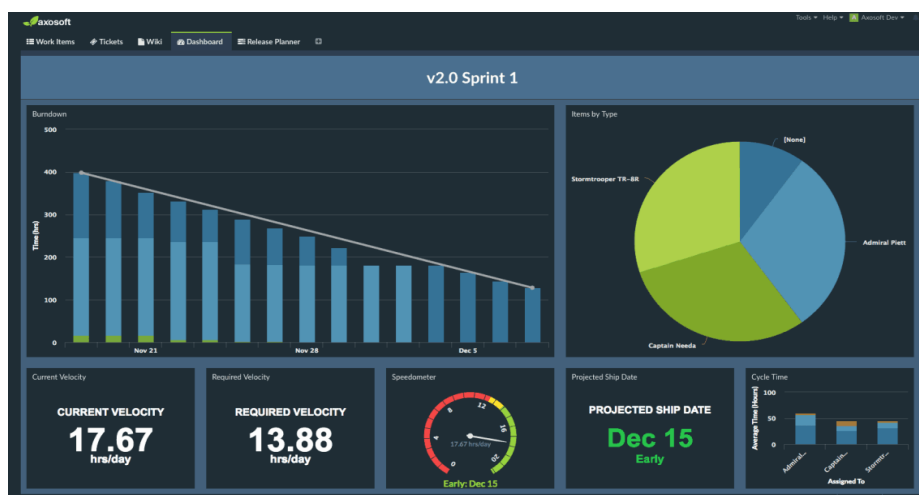 axosoft
Tools Help A Axosoft Dev
Work Items Tickets Wiki Dashboard Release Planner
v2.0 Sprint 1
Burndown
500
400
300
200
100
0
Time (hrs)
Nov 21 Nov 28 Dec 5
Items by Type
[None]
Stormtrooper TR-8R
Admiral Piett
Captain Needa
Current Velocity
CURRENT VELOCITY
17.67
hrs/day
Required Velocity
REQUIRED VELOCITY
13.88
hrs/day
Speedometer
0 4 8 12 16 20
17.67 hrs/day
Early: Dec 15
Projected Ship Date
PROJECTED SHIP DATE
Dec 15
Early
Cycle Time
Average Time (Hours)
100
50
0
Admiral... Captain... Stormtr...
Assigned To